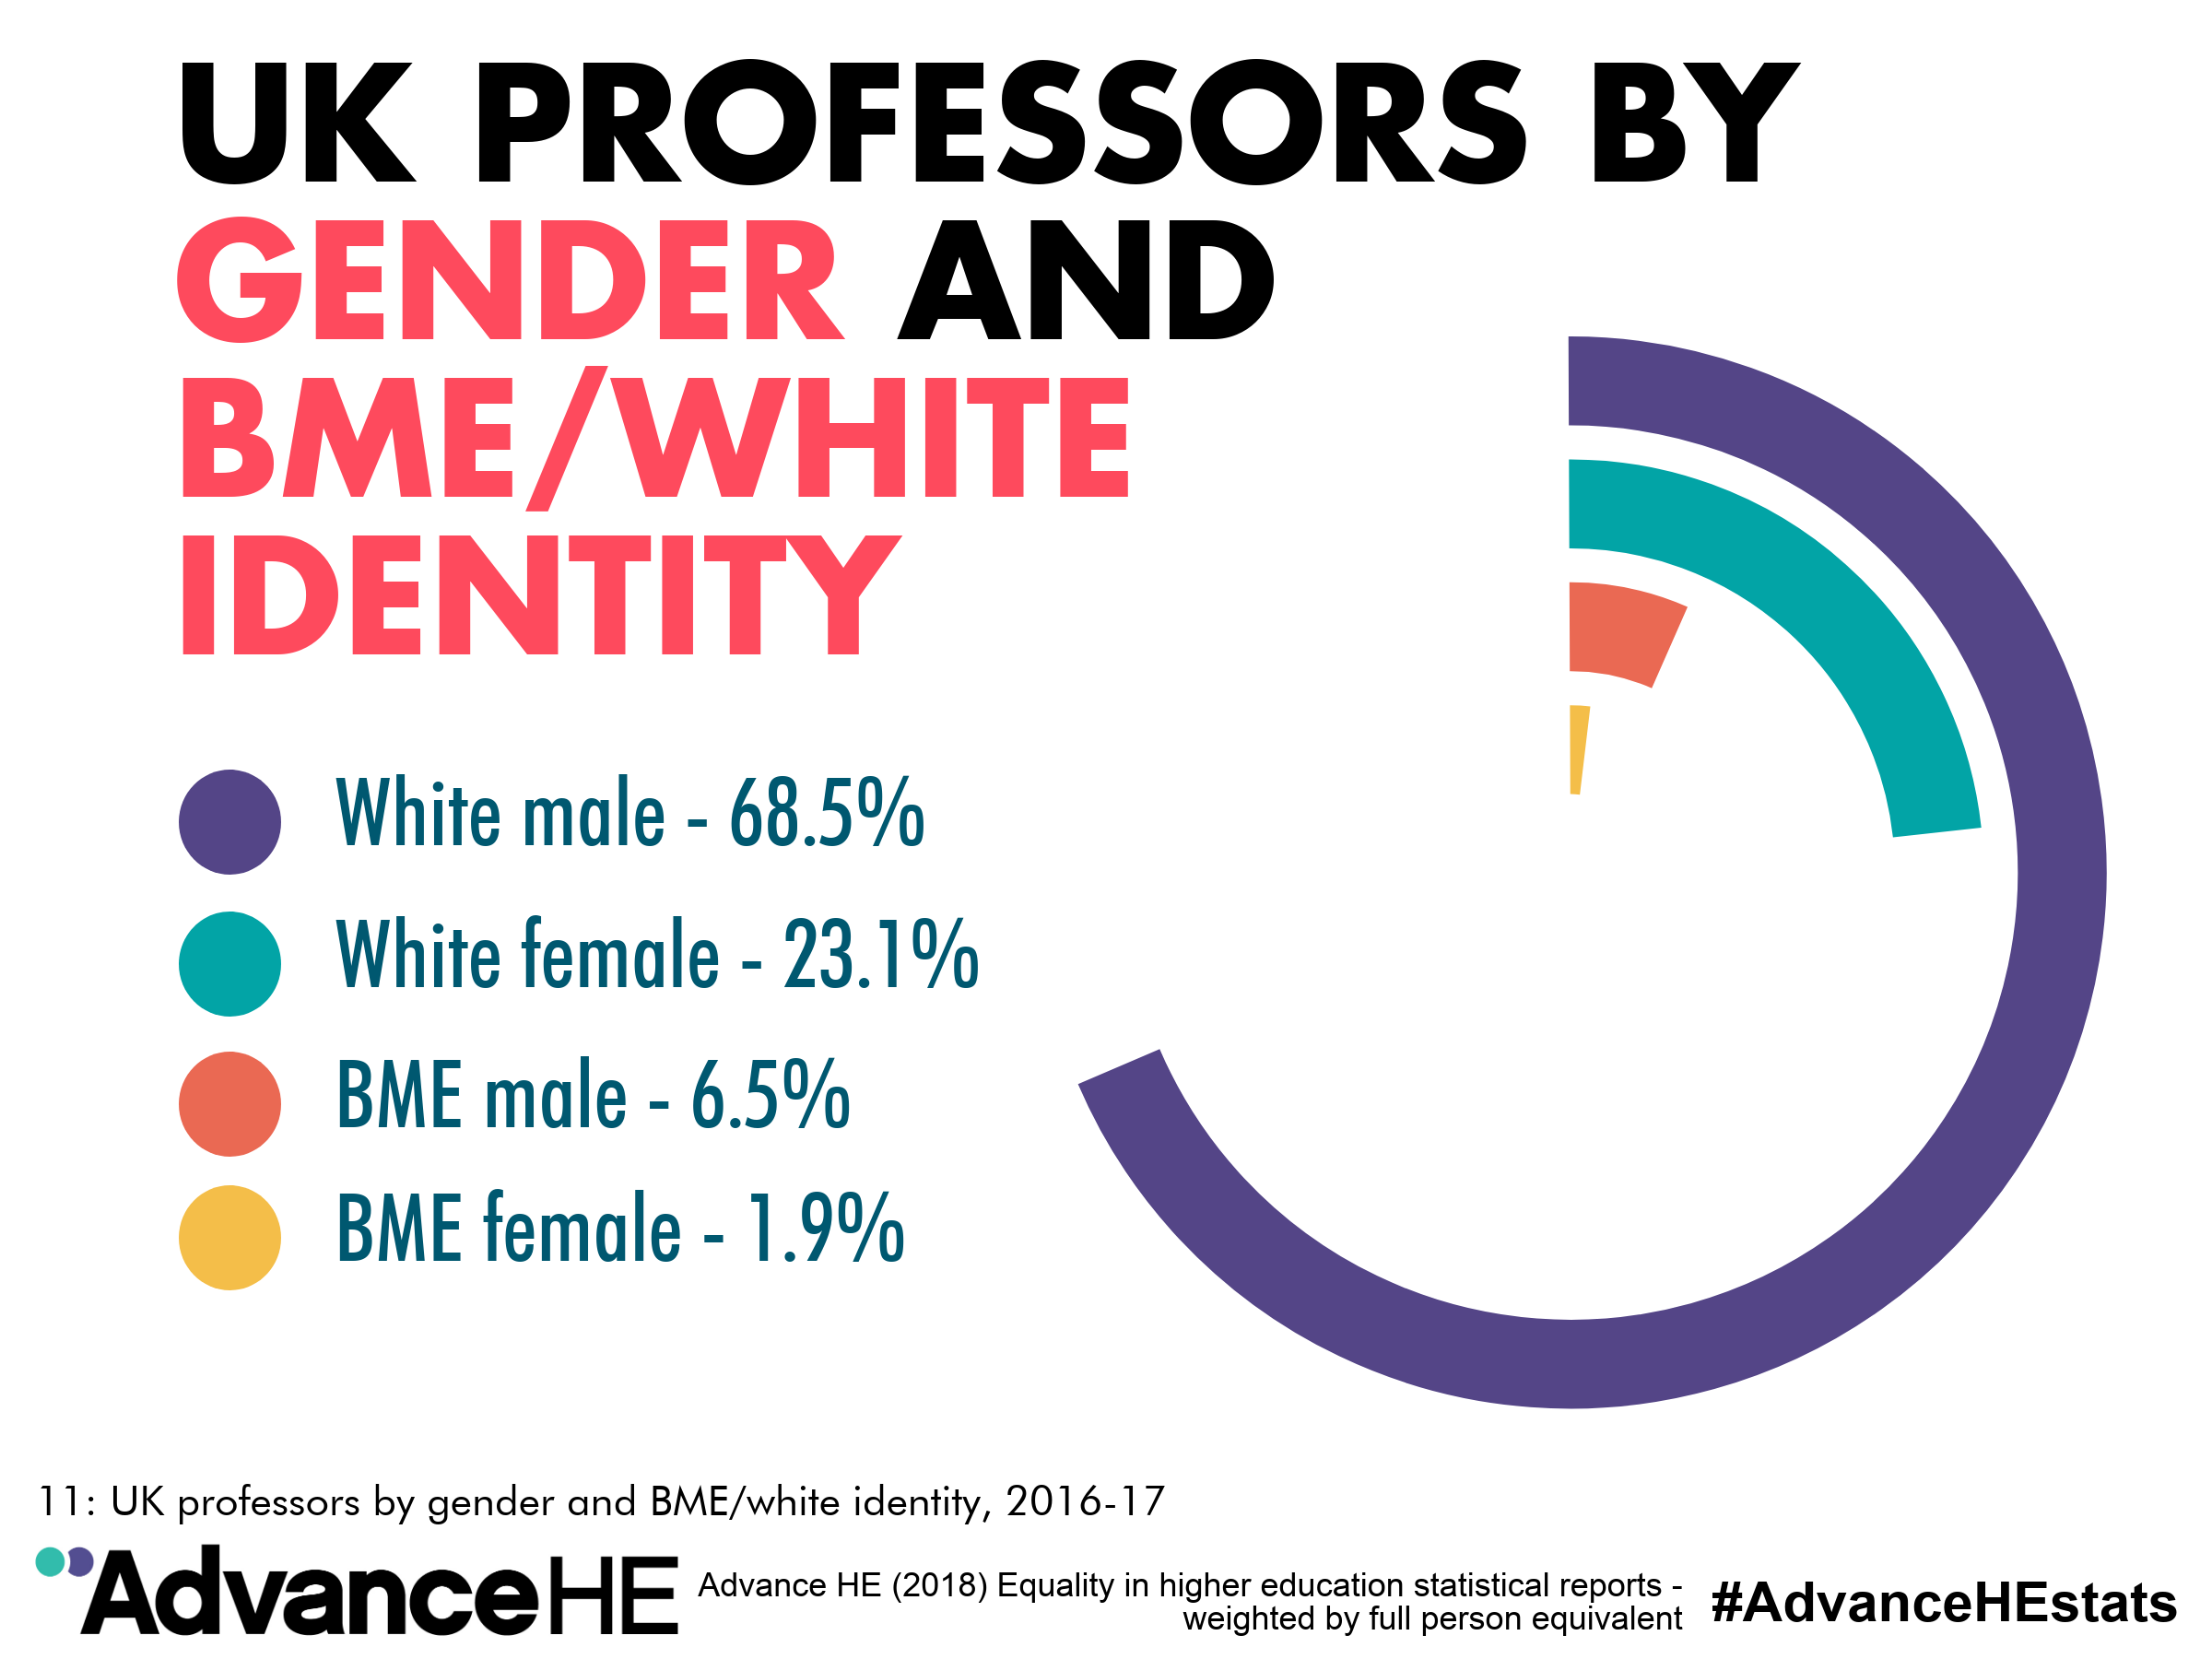 UK PROFESSORS BY
GENDER AND
BME/WHITE
IDENTITY
White male - 68.5%
White female - 23.1%
BME male - 6.5%
BME female - 1.9%
11: UK professors by gender and BME/white identity, 2016-17
AdvanceHE
Advance HE (2018) Equality in higher education statistical reports -
weighted by full person equivalent
#AdvanceHEstats